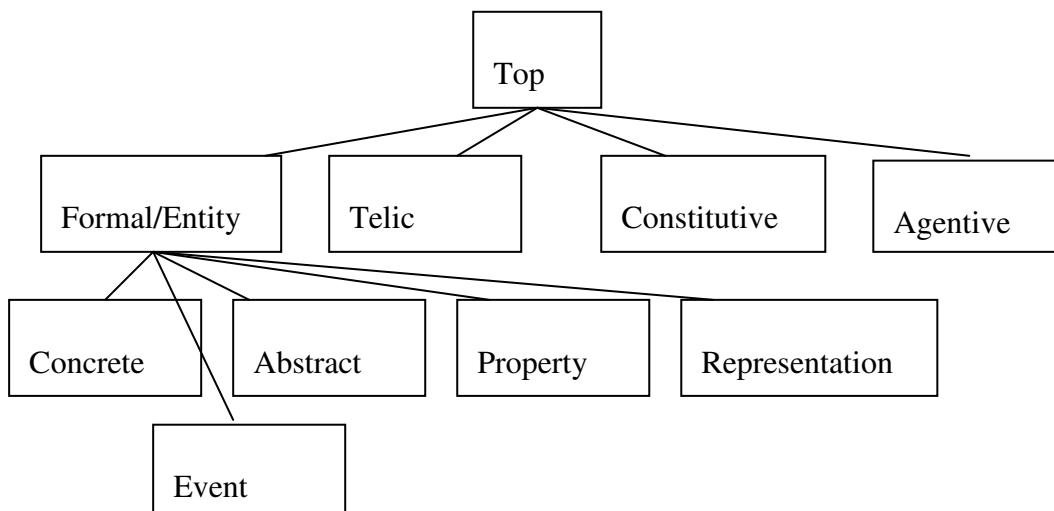 Top
Formal/Entity
Telic
Constitutive
Agentive
Concrete
Abstract
Property
Representation
Event